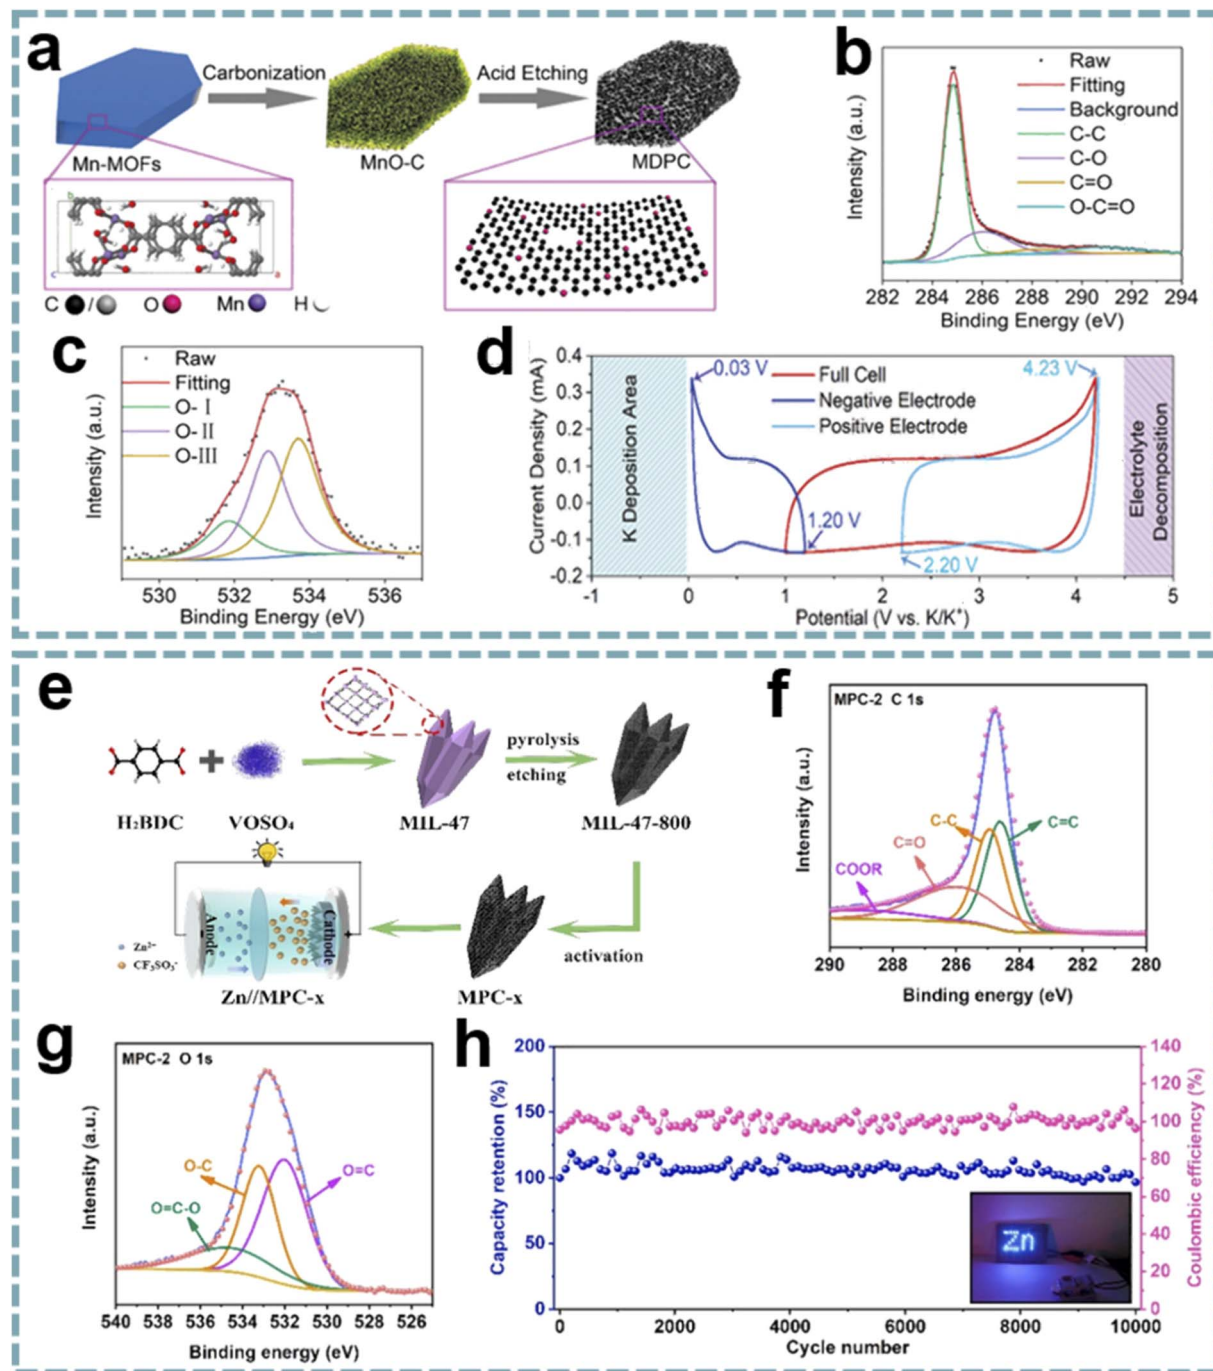 a
Carbonization
Acid Etching
Mn-MOFs
MnO-C
MDPC
b
c
a
C / O Mn H
b
Raw
Fitting
Background
C-C
C-O
C=O
O-C=O
Intensity (a.u.)
282 284 286 288 290 292 294
Binding Energy (eV)
c
Raw
Fitting
O- I
O- II
O-III
Intensity (a.u.)
530 532 534 536
Binding Energy (eV)
d
Current Density (mA)
0.4
0.3
0.2
0.1
0.0
-0.1
-0.2
K Deposition Area
0.03 V
Full Cell
Negative Electrode
Positive Electrode
4.23 V
1.20 V
2.20 V
Electrolyte
Decomposition
-1 0 1 2 3 4 5
Potential (V vs. K/K⁺)
e
H₂BDC
VOSO₄
MIL-47
pyrolysis
etching
MIL-47-800
activation
MPC-x
Anode
Cathode
Zn²⁺
CF₃SO₃⁻
Zn//MPC-x
f
MPC-2 C 1s
C-C
C=C
C=O
COOR
Intensity (a.u.)
290 288 286 284 282 280
Binding energy (eV)
g
MPC-2 O 1s
O-C
O=C
O=C-O
Intensity (a.u.)
540 538 536 534 532 530 528 526
Binding energy (eV)
h
Capacity retention (%)
200
150
100
50
0
Coulombic efficiency (%)
140
120
100
80
60
40
20
0
Zn
0 2000 4000 6000 8000 10000
Cycle number